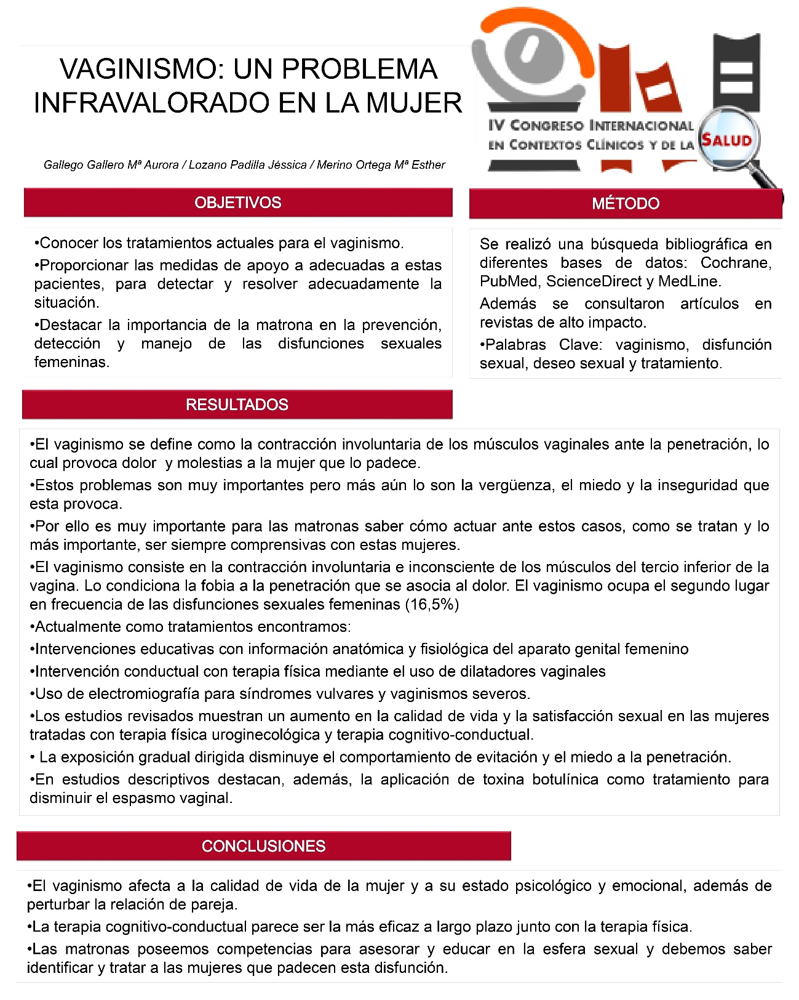 VAGINISMO: UN PROBLEMA
INFRAVALORADO EN LA MUJER
Gallego Gallero Mª Aurora / Lozano Padilla Jéssica / Merino Ortega Mª Esther
IV CONGRESO INTERNACIONAL
EN CONTEXTOS CLÍNICOS Y DE LA
SALUD
OBJETIVOS
•Conocer los tratamientos actuales para el vaginismo.
•Proporcionar las medidas de apoyo a adecuadas a estas
pacientes, para detectar y resolver adecuadamente la
situación.
•Destacar la importancia de la matrona en la prevención,
detección y manejo de las disfunciones sexuales
femeninas.
MÉTODO
Se realizó una búsqueda bibliográfica en
diferentes bases de datos: Cochrane,
PubMed, ScienceDirect y MedLine.
Además se consultaron artículos en
revistas de alto impacto.
•Palabras Clave: vaginismo, disfunción
sexual, deseo sexual y tratamiento.
RESULTADOS
•El vaginismo se define como la contracción involuntaria de los músculos vaginales ante la penetración, lo
cual provoca dolor y molestias a la mujer que lo padece.
•Estos problemas son muy importantes pero más aún lo son la vergüenza, el miedo y la inseguridad que
esta provoca.
•Por ello es muy importante para las matronas saber cómo actuar ante estos casos, como se tratan y lo
más importante, ser siempre comprensivas con estas mujeres.
•El vaginismo consiste en la contracción involuntaria e inconsciente de los músculos del tercio inferior de la
vagina. Lo condiciona la fobia a la penetración que se asocia al dolor. El vaginismo ocupa el segundo lugar
en frecuencia de las disfunciones sexuales femeninas (16,5%)
•Actualmente como tratamientos encontramos:
•Intervenciones educativas con información anatómica y fisiológica del aparato genital femenino
•Intervención conductual con terapia física mediante el uso de dilatadores vaginales
•Uso de electromiografía para síndromes vulvares y vaginismos severos.
•Los estudios revisados muestran un aumento en la calidad de vida y la satisfacción sexual en las mujeres
tratadas con terapia física uroginecológica y terapia cognitivo-conductual.
• La exposición gradual dirigida disminuye el comportamiento de evitación y el miedo a la penetración.
•En estudios descriptivos destacan, además, la aplicación de toxina botulínica como tratamiento para
disminuir el espasmo vaginal.
CONCLUSIONES
•El vaginismo afecta a la calidad de vida de la mujer y a su estado psicológico y emocional, además de
perturbar la relación de pareja.
•La terapia cognitivo-conductual parece ser la más eficaz a largo plazo junto con la terapia física.
•Las matronas poseemos competencias para asesorar y educar en la esfera sexual y debemos saber
identificar y tratar a las mujeres que padecen esta disfunción.